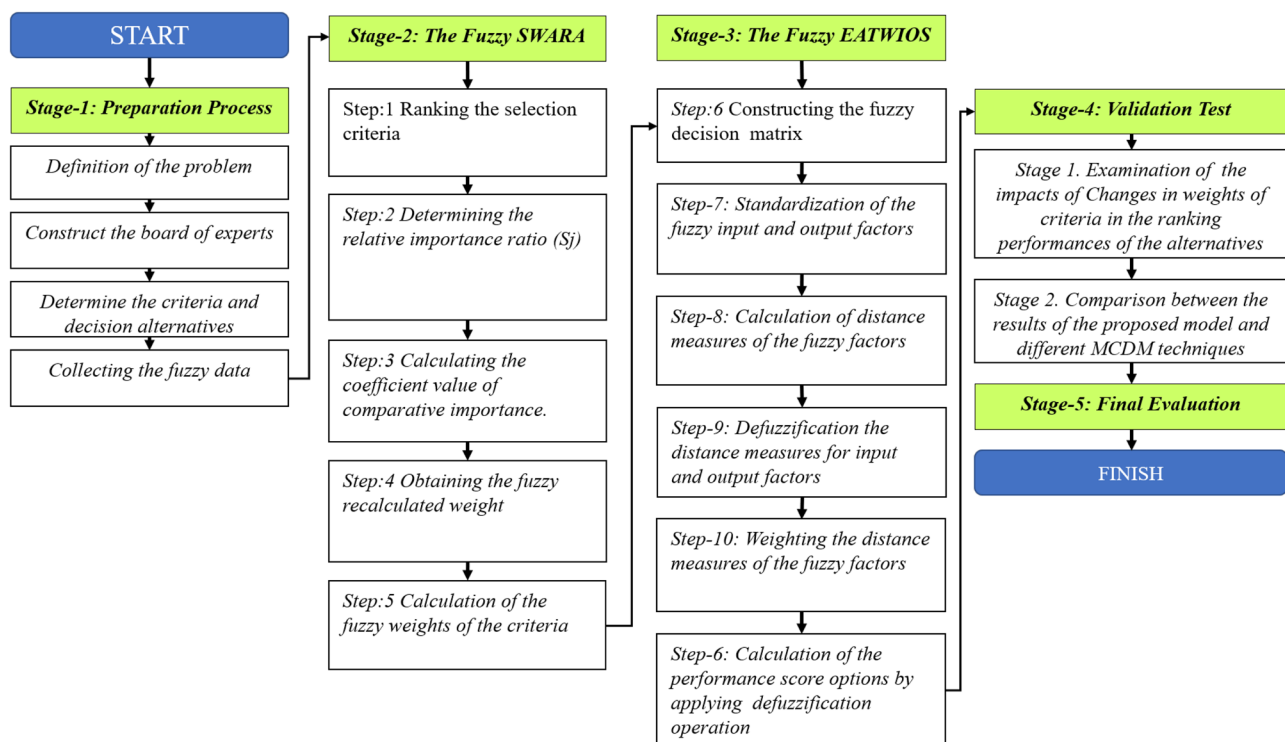 START
Stage-1: Preparation Process
Definition of the problem
Construct the board of experts
Determine the criteria and
decision alternatives
Collecting the fuzzy data
Stage-2: The Fuzzy SWARA
Step:1 Ranking the selection
criteria
Step:2 Determining the
relative importance ratio (Sj)
Step:3 Calculating the
coefficient value of
comparative importance.
Step:4 Obtaining the fuzzy
recalculated weight
Step:5 Calculation of the
fuzzy weights of the criteria
Stage-3: The Fuzzy EATWIOS
Step:6 Constructing the fuzzy
decision matrix
Step-7: Standardization of the
fuzzy input and output factors
Step-8: Calculation of distance
measures of the fuzzy factors
Step-9: Defuzzification the
distance measures for input
and output factors
Step-10: Weighting the distance
measures of the fuzzy factors
Step-6: Calculation of the
performance score options by
applying defuzzification
operation
Stage-4: Validation Test
Stage 1. Examination of the
impacts of Changes in weights of
criteria in the ranking
performances of the alternatives
Stage 2. Comparison between the
results of the proposed model and
different MCDM techniques
Stage-5: Final Evaluation
FINISH